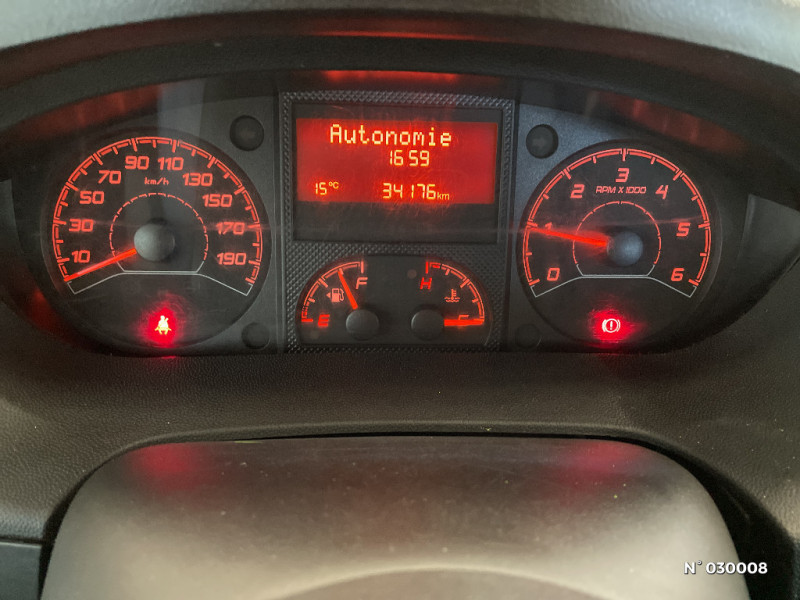 Autonomie
1659
15°C 34176km
10 30 50 70 90 110 130 150 170 190
km/h
E F
H
0 1 2 3 4 5 6
RPM X 1000
N° 030008